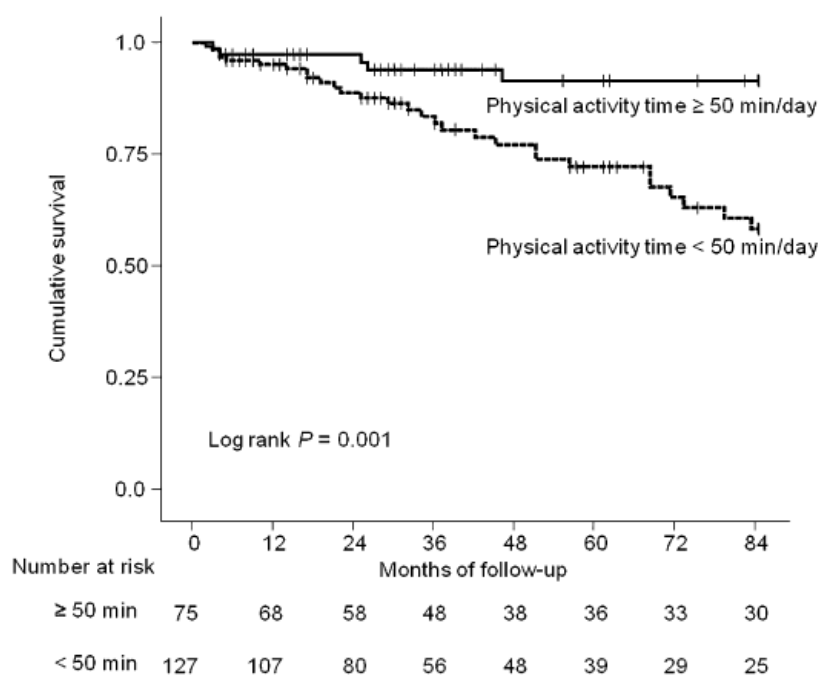 1.0
Physical activity time ≥ 50 min/day
0.75
Physical activity time < 50 min/day
0.50
Cumulative survival
0.25
Log rank P = 0.001
0.0
0 12 24 36 48 60 72 84
Number at risk
Months of follow-up
≥ 50 min 75 68 58 48 38 36 33 30
< 50 min 127 107 80 56 48 39 29 25